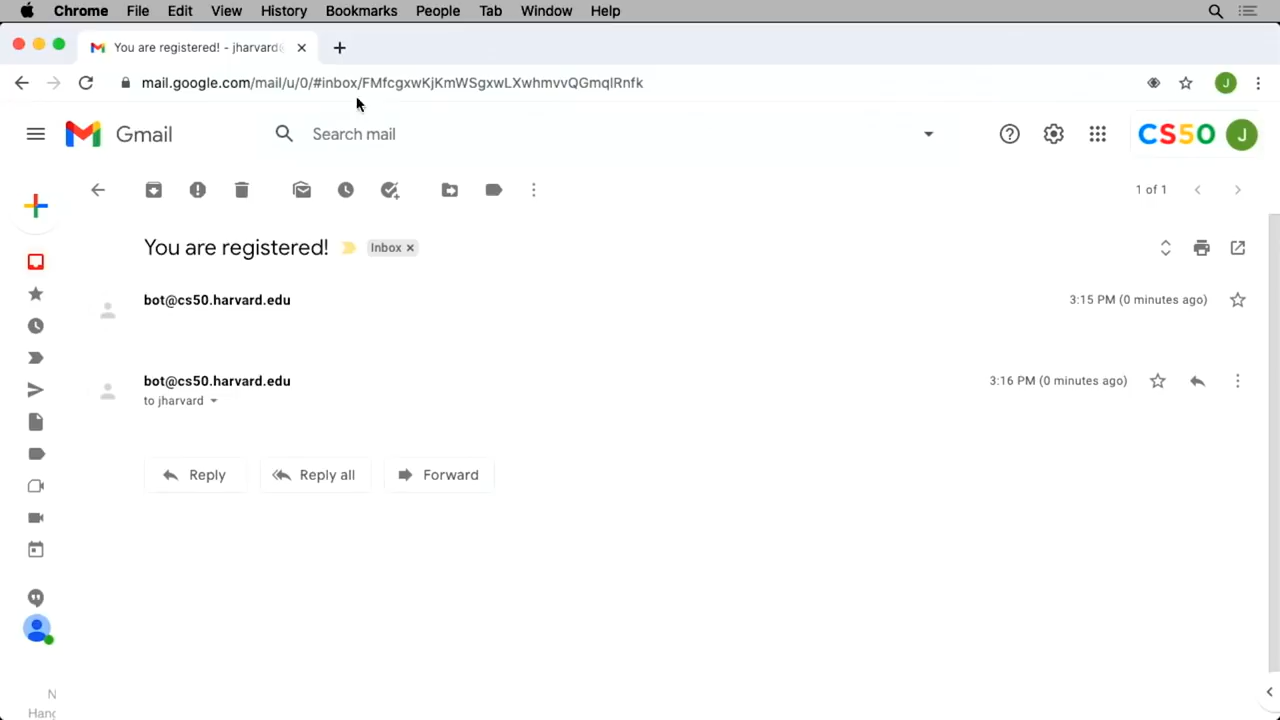 Chrome File Edit View History Bookmarks People Tab Window Help
You are registered! - jharvard@
mail.google.com/mail/u/0/#inbox/FMfcgxwKjKmWSgxwLXwhmvvQGmqlRnfk
J
Gmail
Search mail
CS50
J
1 of 1
You are registered!
Inbox
bot@cs50.harvard.edu
3:15 PM (0 minutes ago)
bot@cs50.harvard.edu
3:16 PM (0 minutes ago)
to jharvard
Reply
Reply all
Forward
N
Hang